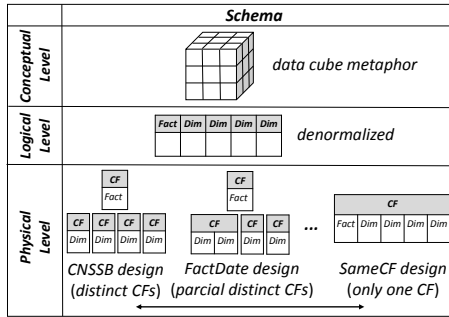 Schema
Conceptual Level
data cube metaphor
Logical Level
Fact Dim Dim Dim Dim
denormalized
Physical Level
CF
Fact
CF CF CF CF
Dim Dim Dim Dim
CNSSB design
(distinct CFs)
CF
Fact
CF CF CF
Dim Dim Dim Dim
FactDate design
(parcial distinct CFs)
...
CF
Fact Dim Dim Dim Dim
SameCF design
(only one CF)